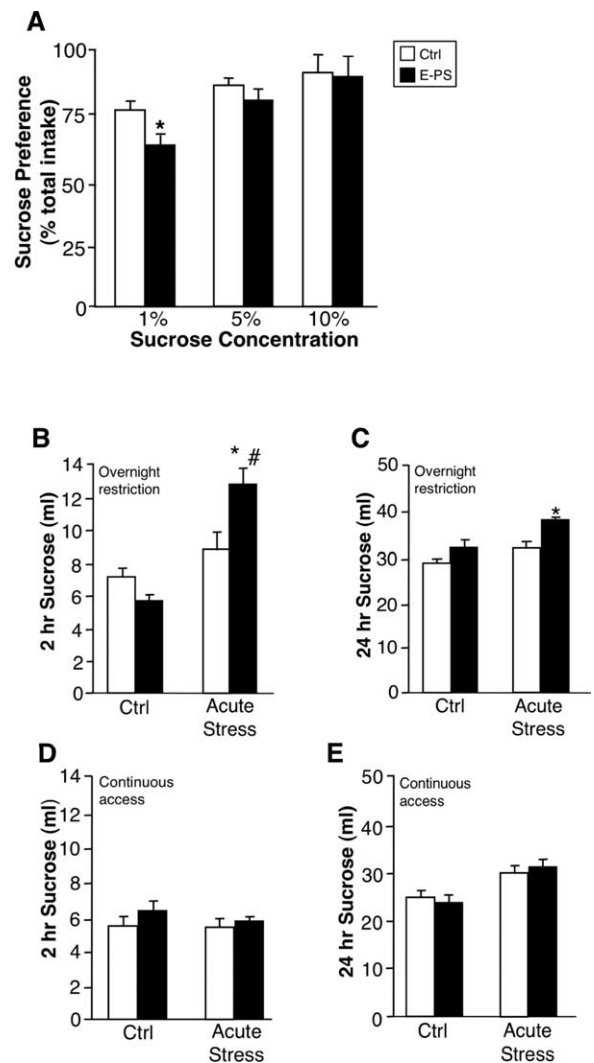 A
100
75
50
25
0
Sucrose Preference
(% total intake)
*
1%
5%
10%
Sucrose Concentration
Ctrl
E-PS
B
14
12
10
8
6
4
2
0
2 hr Sucrose (ml)
Overnight
restriction
* #
Ctrl
Acute
Stress
C
50
40
30
20
10
0
24 hr Sucrose (ml)
Overnight
restriction
*
Ctrl
Acute
Stress
D
14
12
10
8
6
4
2
0
2 hr Sucrose (ml)
Continuous
access
Ctrl
Acute
Stress
E
50
40
30
20
10
0
24 hr Sucrose (ml)
Continuous
access
Ctrl
Acute
Stress